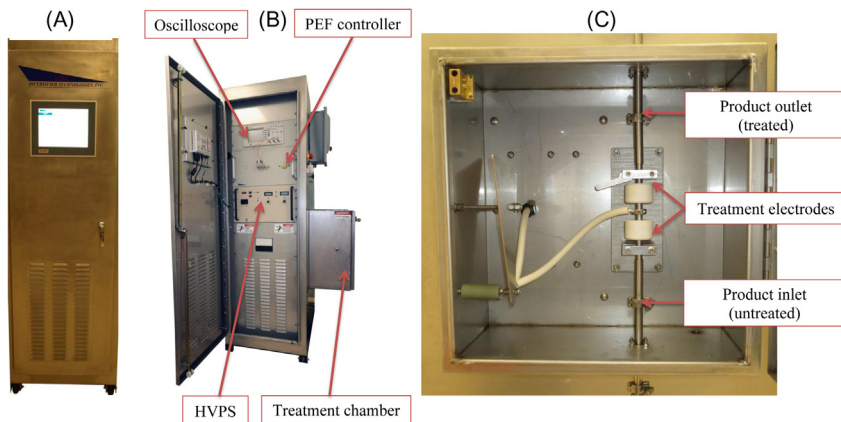 (A)
Oscilloscope
(B)
PEF controller
(C)
Product outlet
(treated)
Treatment electrodes
Product inlet
(untreated)
HVPS
Treatment chamber